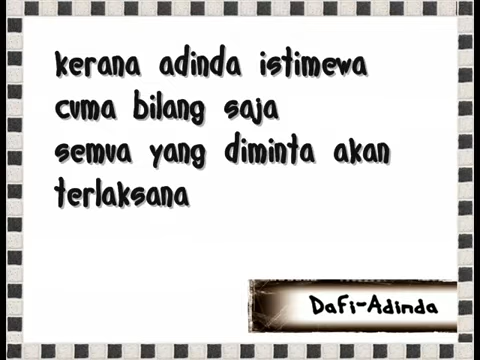 kerana adinda istimewa
cuma bilang saja
semua yang diminta akan
terlaksana
Dafi-Adinda